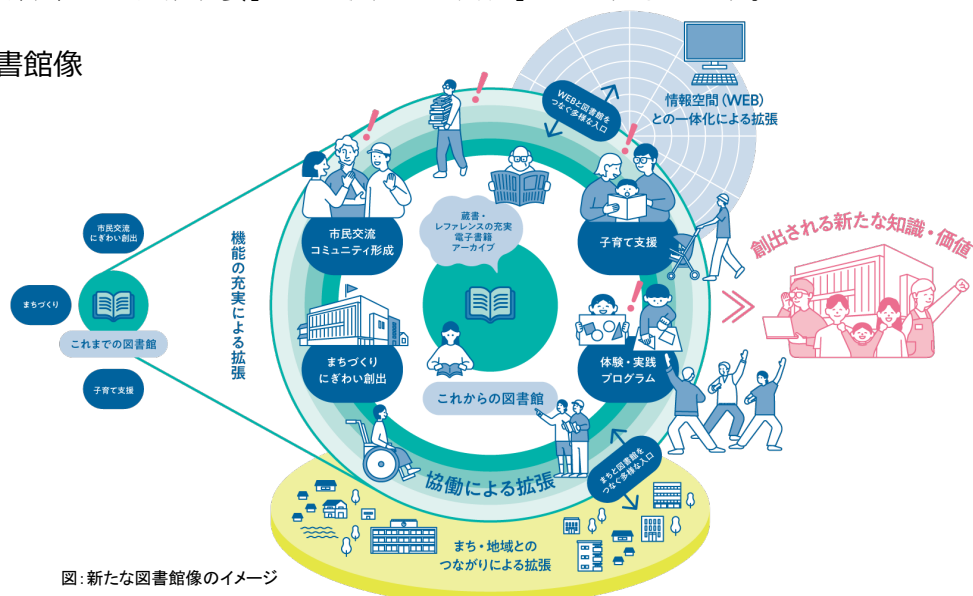 書館像
WEBと図書館を
つなぐ多様な入口
情報空間(WEB)
との一体化による拡張
市民交流
にぎわい創出
まちづくり
これまでの図書館
子育て支援
機能の充実による拡張
市民交流
コミュニティ形成
蔵書・
レファレンスの充実
電子書籍
アーカイブ
子育て支援
まちづくり
にぎわい創出
体験・実践
プログラム
これからの図書館
創出される新たな知識・価値
協働による拡張
まちと図書館を
つなぐ多様な入口
まち・地域との
つながりによる拡張
図：新たな図書館像のイメージ